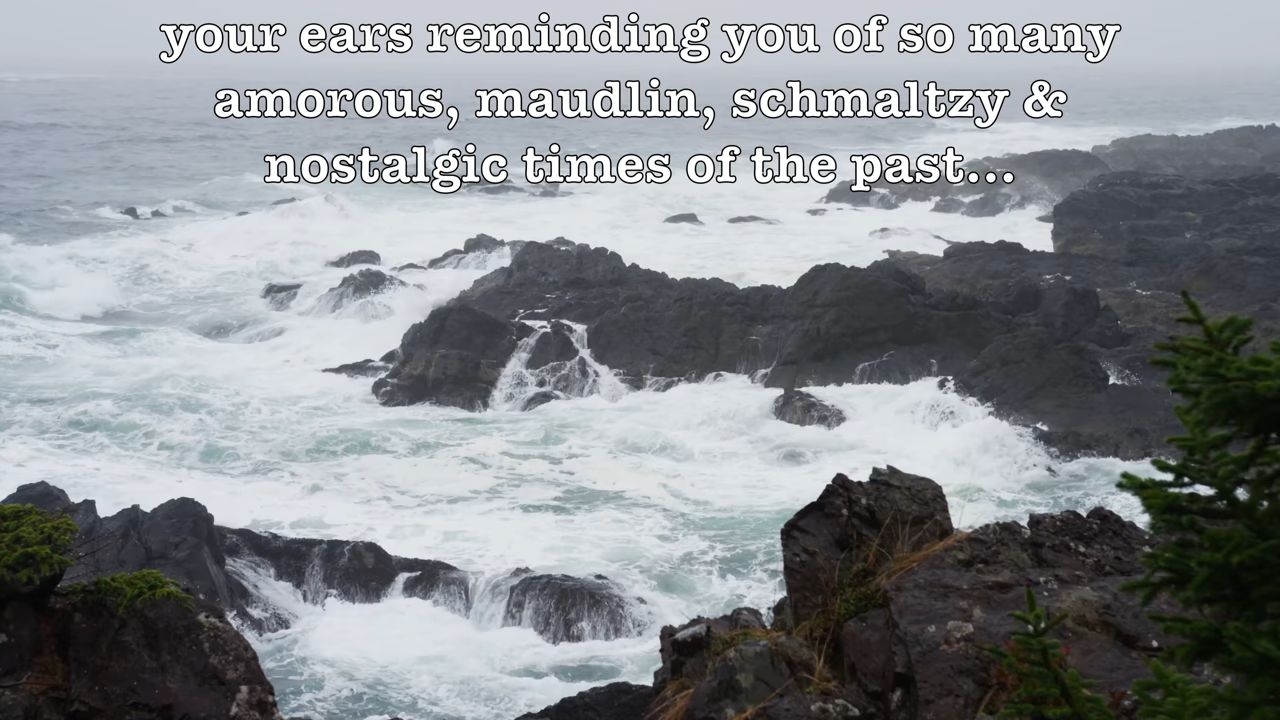 your ears reminding you of so many
amorous, maudlin, schmaltzy &
nostalgic times of the past...